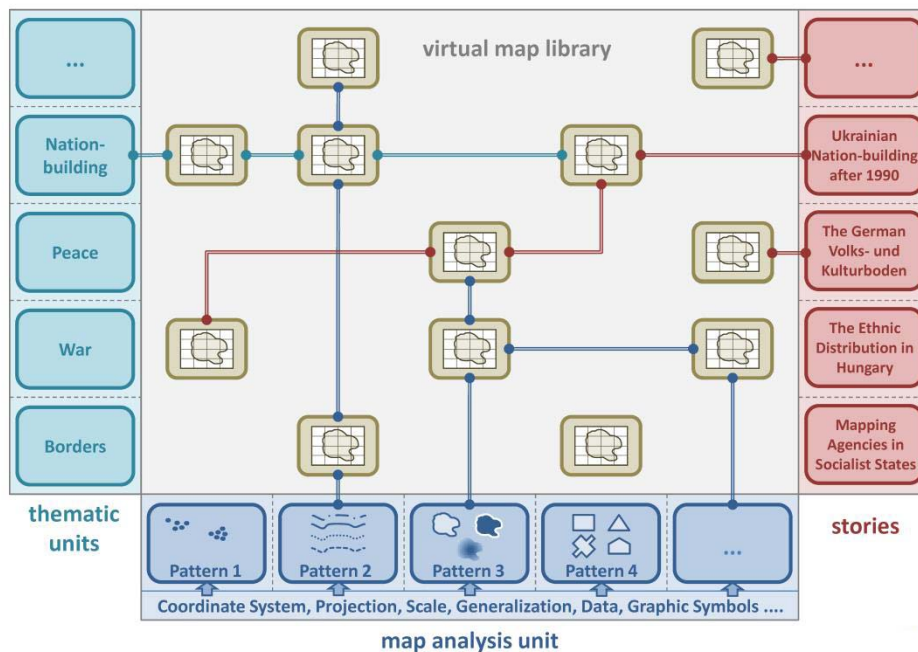 virtual map library
...
Nation-
building
Peace
War
Borders
thematic
units
...
Ukrainian
Nation-building
after 1990
The German
Volks- und
Kulturboden
The Ethnic
Distribution in
Hungary
Mapping
Agencies in
Socialist States
stories
Pattern 1
Pattern 2
Pattern 3
Pattern 4
...
Coordinate System, Projection, Scale, Generalization, Data, Graphic Symbols ....
map analysis unit